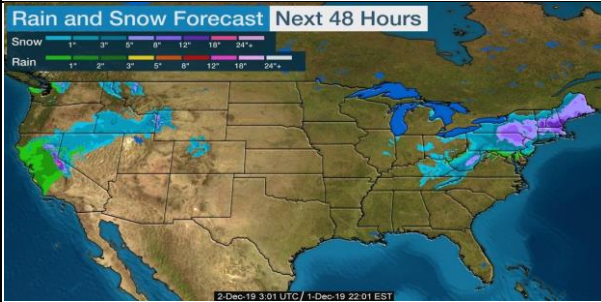 Rain and Snow Forecast Next 48 Hours
Snow 1" 3" 5" 8" 12" 18" 24"+
Rain 1" 2" 3" 5" 8" 12" 18" 24"+
2-Dec-19 3:01 UTC / 1-Dec-19 22:01 EST